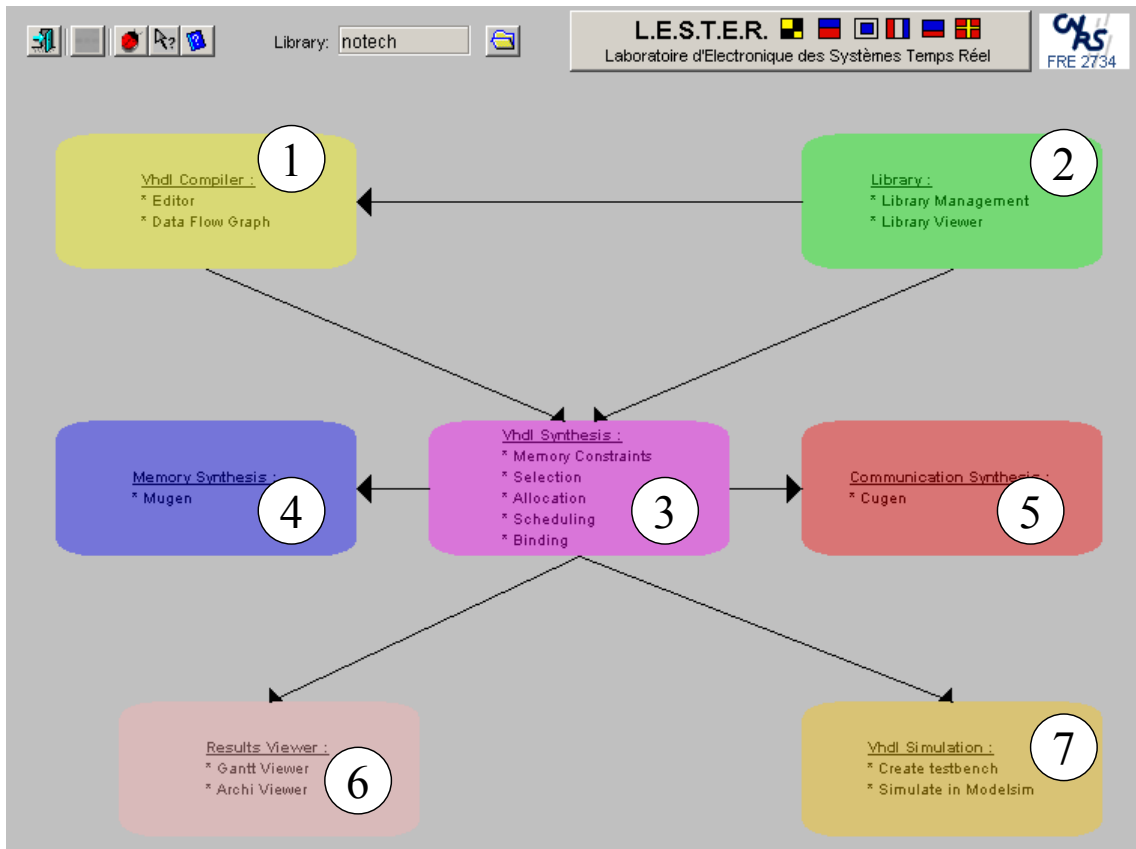 Library: notech
L.E.S.T.E.R.
Laboratoire d'Electronique des Systèmes Temps Réel
CNRS
FRE 2734
1
Vhdl Compiler :
* Editor
* Data Flow Graph
2
Library :
* Library Management
* Library Viewer
Memory Synthesis :
* Mugen
4
Vhdl Synthesis :
* Memory Constraints
* Selection
* Allocation
* Scheduling
* Binding
3
Communication Synthesis :
* Cugen
5
Results Viewer :
* Gantt Viewer
* Archi Viewer
6
Vhdl Simulation :
* Create testbench
* Simulate in Modelsim
7